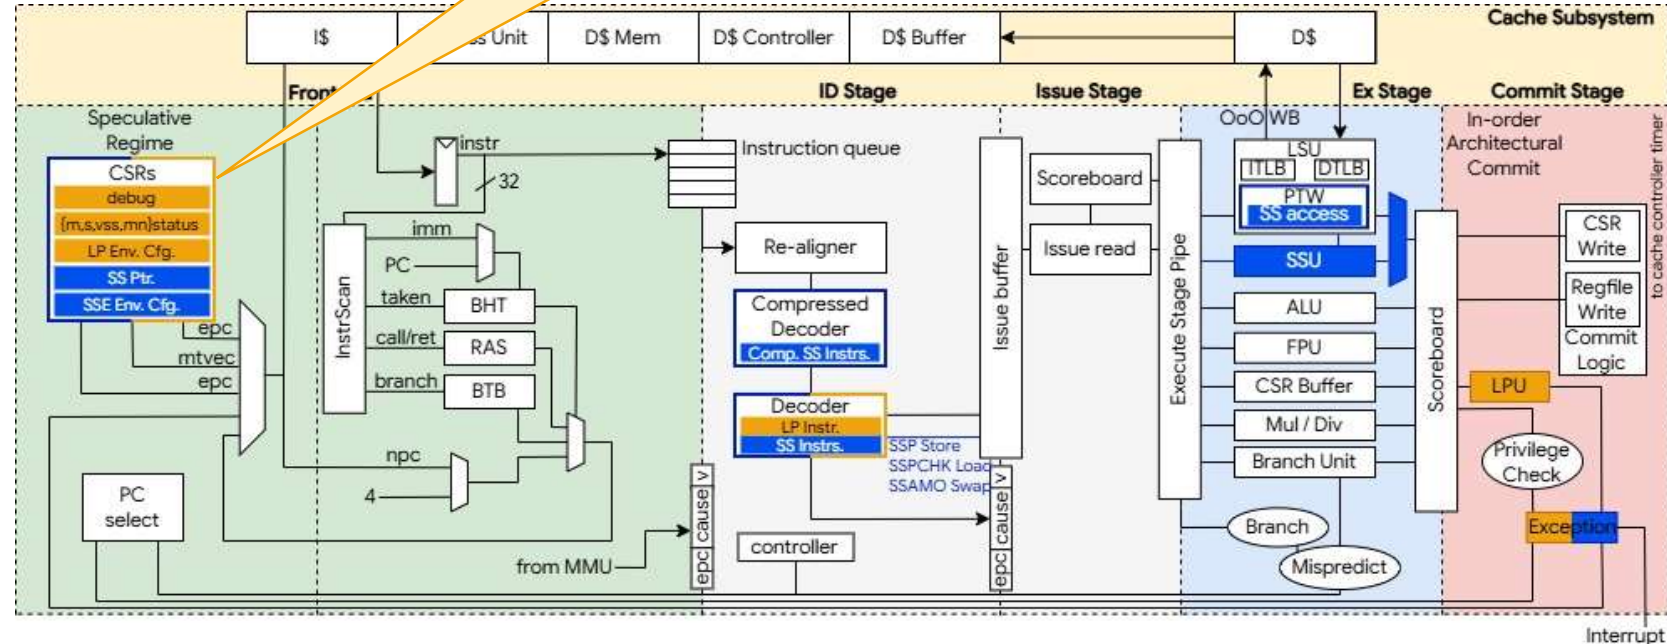 Cache Subsystem
I$
Unit
D$ Mem
D$ Controller
D$ Buffer
D$
ID Stage
Issue Stage
Ex Stage
Commit Stage
Speculative
Regime
CSRs
debug
{m,s,vss,mn}status
LP Env. Cfg.
SS Ptr.
SSE Env. Cfg.
epc
mtvec
epc
PC
select
instr
32
InstrScan
imm
PC
taken
BHT
call/ret
RAS
branch
BTB
npc
4
from MMU
epc cause v
Instruction queue
Re-aligner
Compressed
Decoder
Comp. SS Instrs.
Decoder
LP Instr.
SS Instrs.
SSP Store
SSPCHK Load
SSAMO Swap
controller
epc cause v
Issue buffer
Scoreboard
Issue read
Execute Stage Pipe
OoO WB
LSU
ITLB
DTLB
PTW
SS access
SSU
ALU
FPU
CSR Buffer
Mul / Div
Branch Unit
Branch
Mispredict
Scoreboard
In-order
Architectural
Commit
CSR
Write
Regfile
Write
Commit
Logic
to cache controller timer
LPU
Privilege
Check
Exception
Interrupt